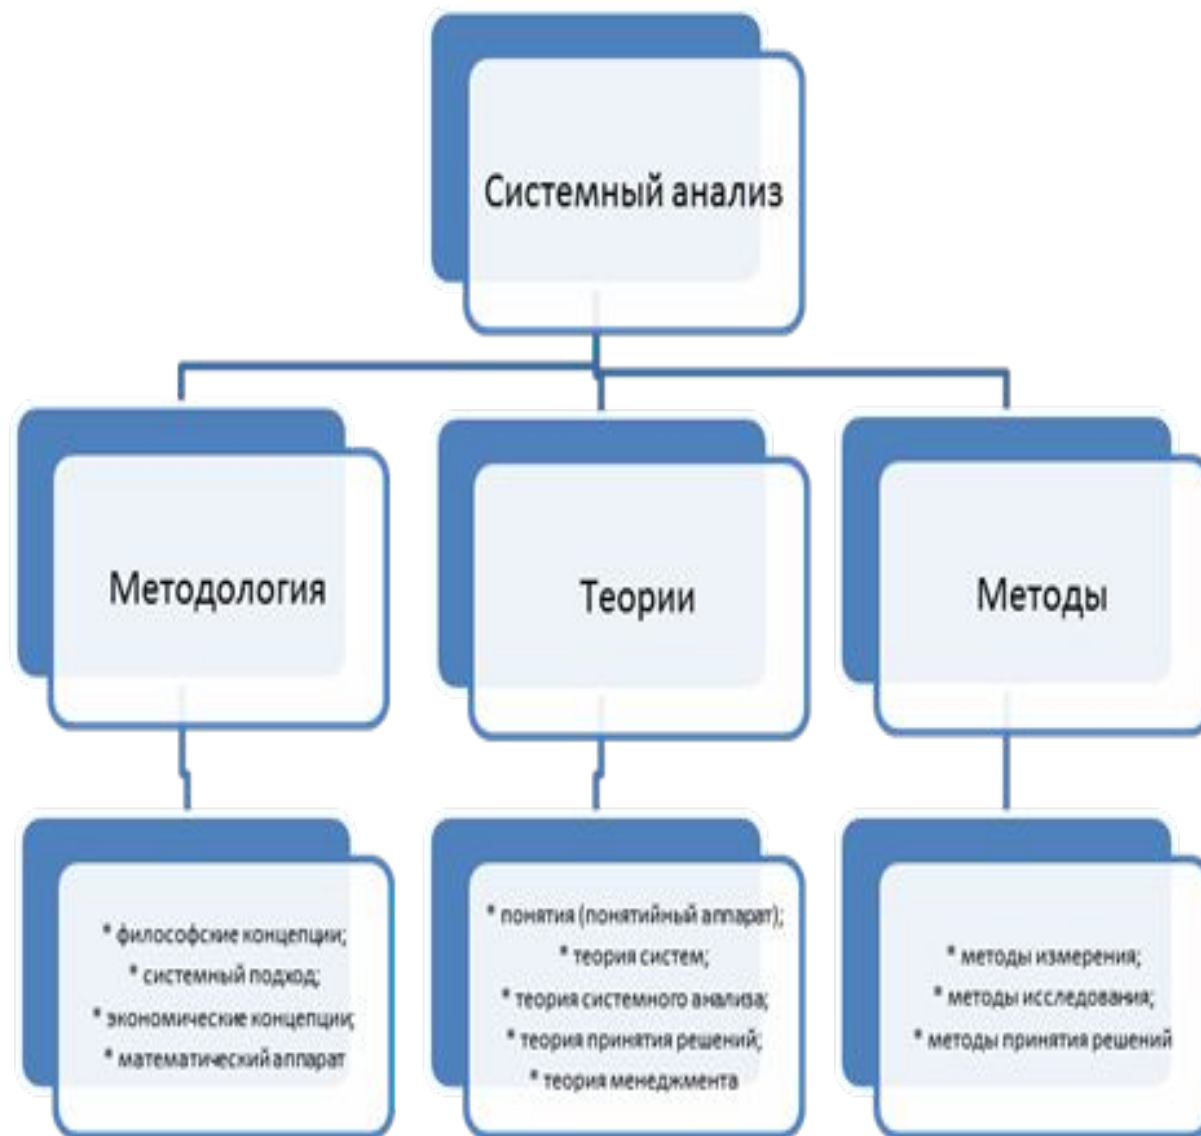 Системный анализ
Методология
Теории
Методы
* философские концепции;
* системный подход;
* экономические концепции;
* математический аппарат
* понятия (понятийный аппарат);
* теория систем;
* теория системного анализа;
* теория принятия решений;
* теория менеджмента
* методы измерения;
* методы исследования;
* методы принятия решений